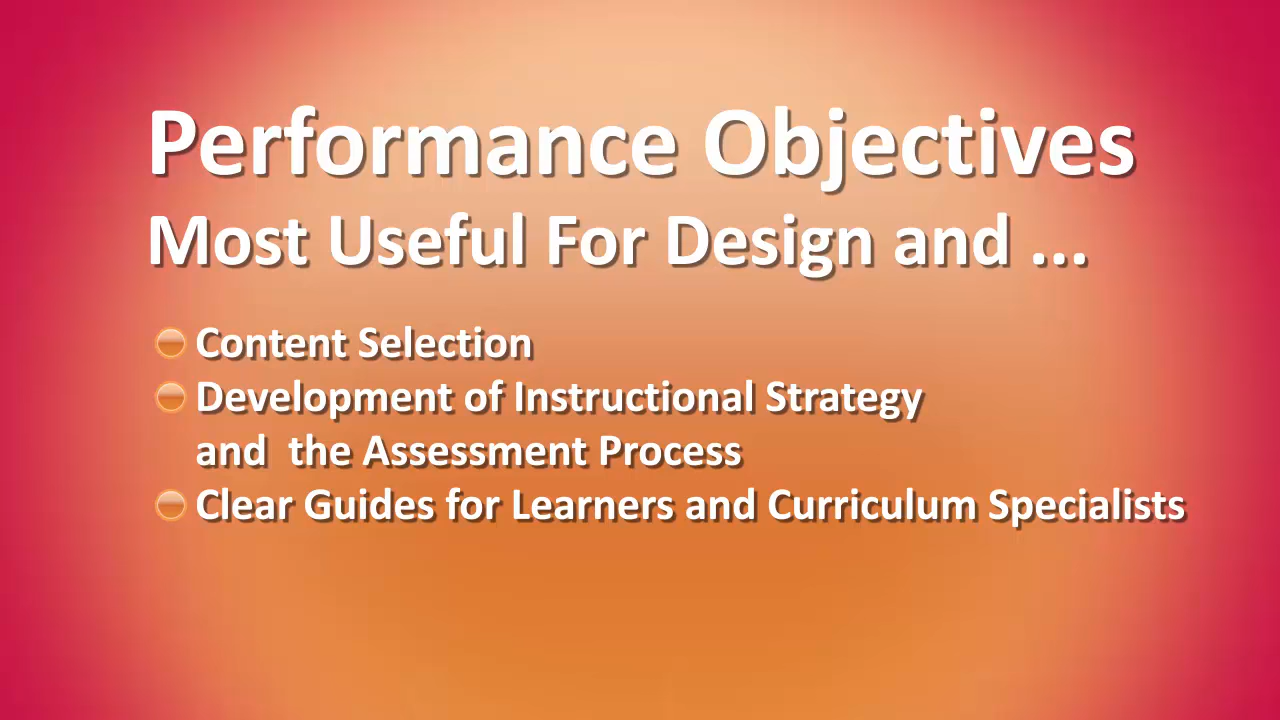 Performance Objectives
Most Useful For Design and ...
Content Selection
Development of Instructional Strategy
and the Assessment Process
Clear Guides for Learners and Curriculum Specialists